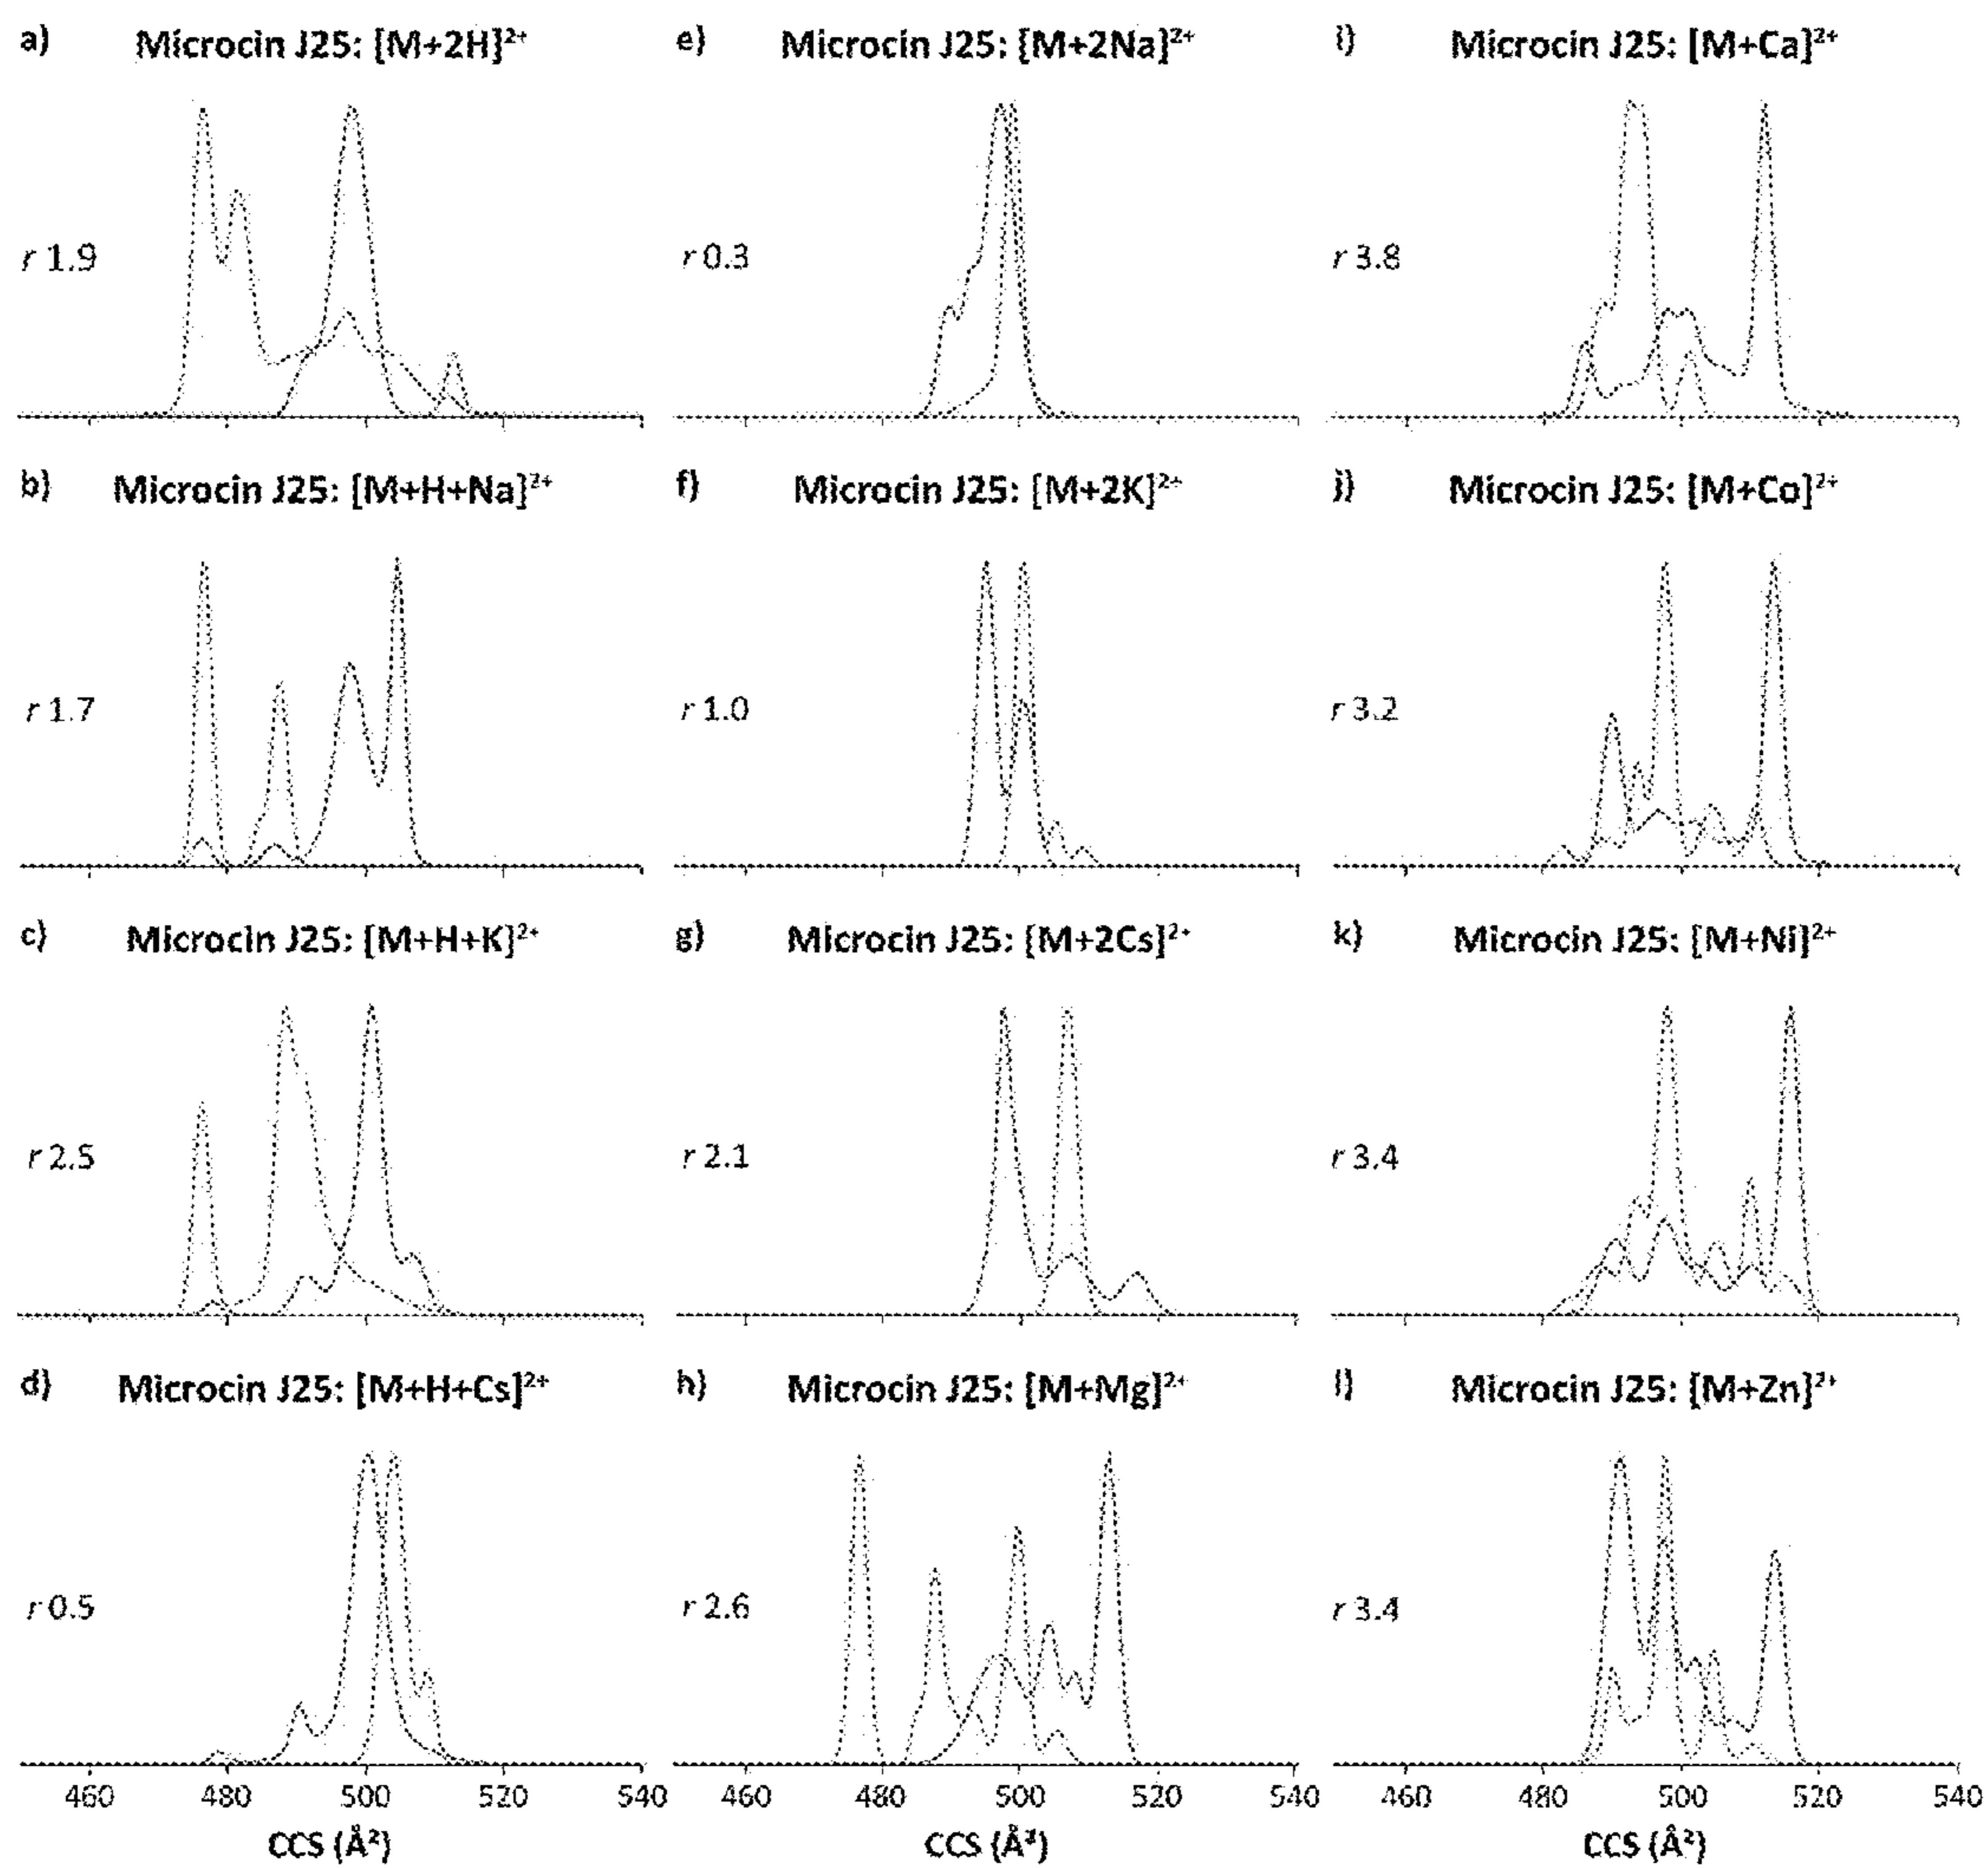 a) Microcin J25: [M+2H]²⁺
r 1.9
b) Microcin J25: [M+H+Na]²⁺
r 1.7
c) Microcin J25: [M+H+K]²⁺
r 2.5
d) Microcin J25: [M+H+Cs]²⁺
r 0.5
460 480 500 520 540
CCS (Å²)
e) Microcin J25: [M+2Na]²⁺
r 0.3
f) Microcin J25: [M+2K]²⁺
r 1.0
g) Microcin J25: [M+2Cs]²⁺
r 2.1
h) Microcin J25: [M+Mg]²⁺
r 2.6
460 480 500 520 540
CCS (Å²)
i) Microcin J25: [M+Ca]²⁺
r 3.8
j) Microcin J25: [M+Co]²⁺
r 3.2
k) Microcin J25: [M+Ni]²⁺
r 3.4
l) Microcin J25: [M+Zn]²⁺
r 3.4
460 480 500 520 540
CCS (Å²)